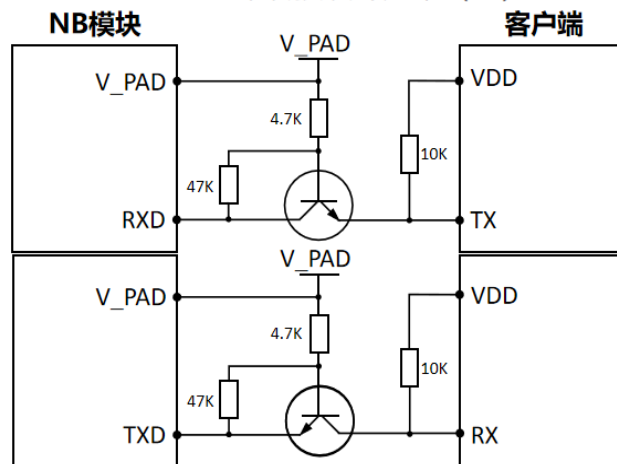 NB模块
客户端
V_PAD
V_PAD
VDD
4.7K
10K
47K
RXD
TX
V_PAD
V_PAD
VDD
4.7K
10K
47K
TXD
RX